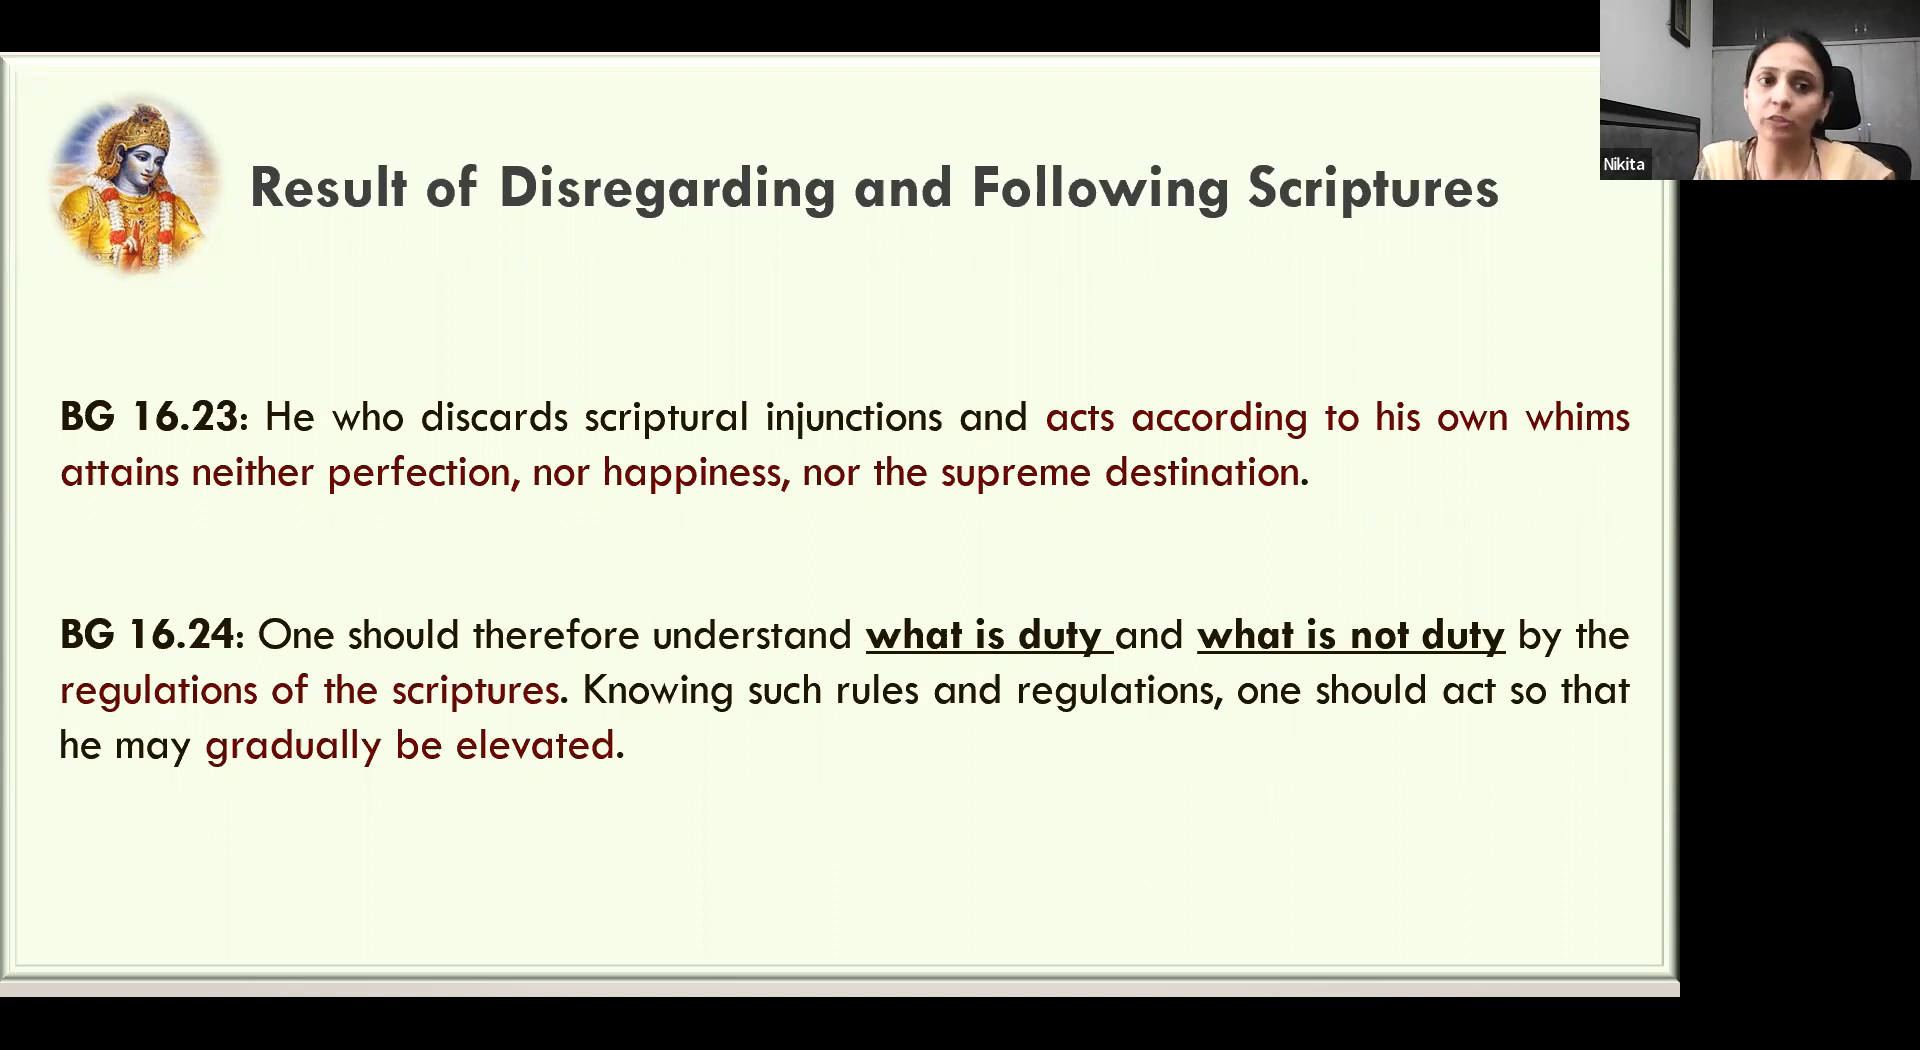 Nikita
Result of Disregarding and Following Scriptures
BG 16.23: He who discards scriptural injunctions and acts according to his own whims
attains neither perfection, nor happiness, nor the supreme destination.
BG 16.24: One should therefore understand what is duty and what is not duty by the
regulations of the scriptures. Knowing such rules and regulations, one should act so that
he may gradually be elevated.